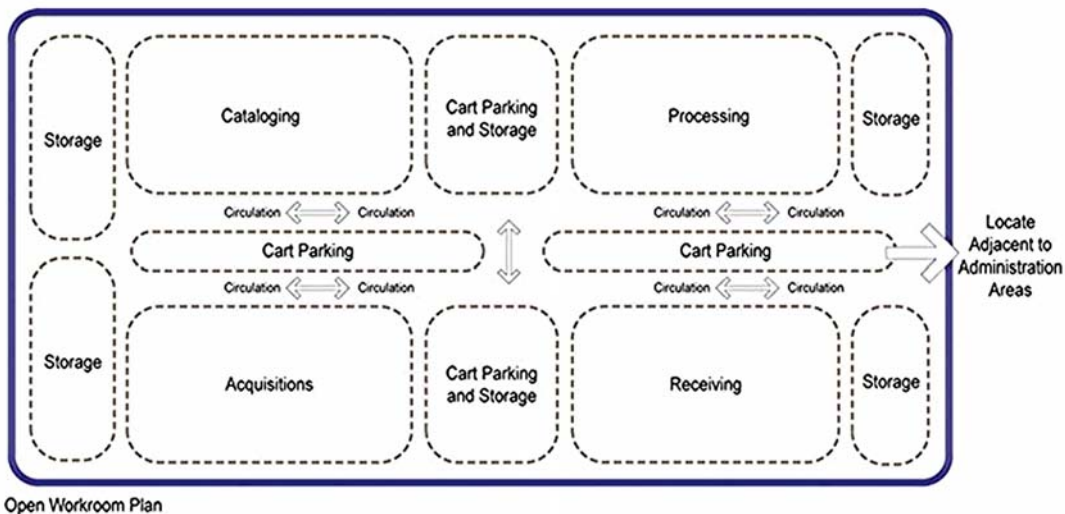 Storage
Cataloging
Cart Parking
and Storage
Processing
Storage
Circulation
Circulation
Circulation
Circulation
Cart Parking
Cart Parking
Locate
Adjacent to
Administration
Areas
Circulation
Circulation
Circulation
Circulation
Storage
Acquisitions
Cart Parking
and Storage
Receiving
Storage
Open Workroom Plan